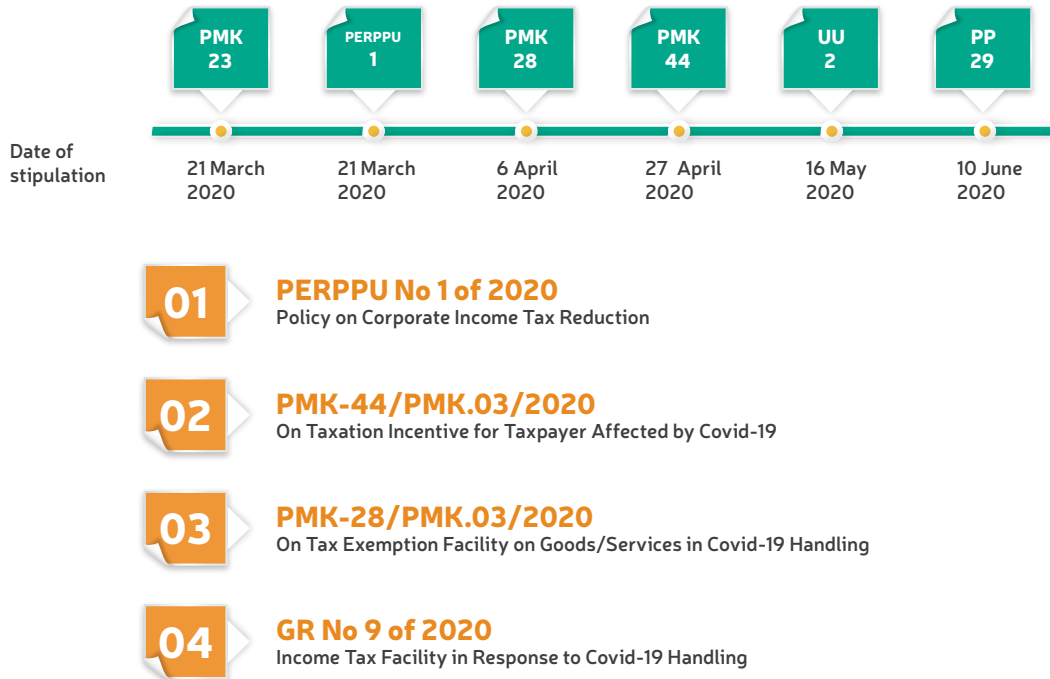 PMK
23
PERPPU
1
PMK
28
PMK
44
UU
2
PP
29
Date of
stipulation
21 March
2020
21 March
2020
6 April
2020
27 April
2020
16 May
2020
10 June
2020
01
PERPPU No 1 of 2020
Policy on Corporate Income Tax Reduction
02
PMK-44/PMK.03/2020
On Taxation Incentive for Taxpayer Affected by Covid-19
03
PMK-28/PMK.03/2020
On Tax Exemption Facility on Goods/Services in Covid-19 Handling
04
GR No 9 of 2020
Income Tax Facility in Response to Covid-19 Handling